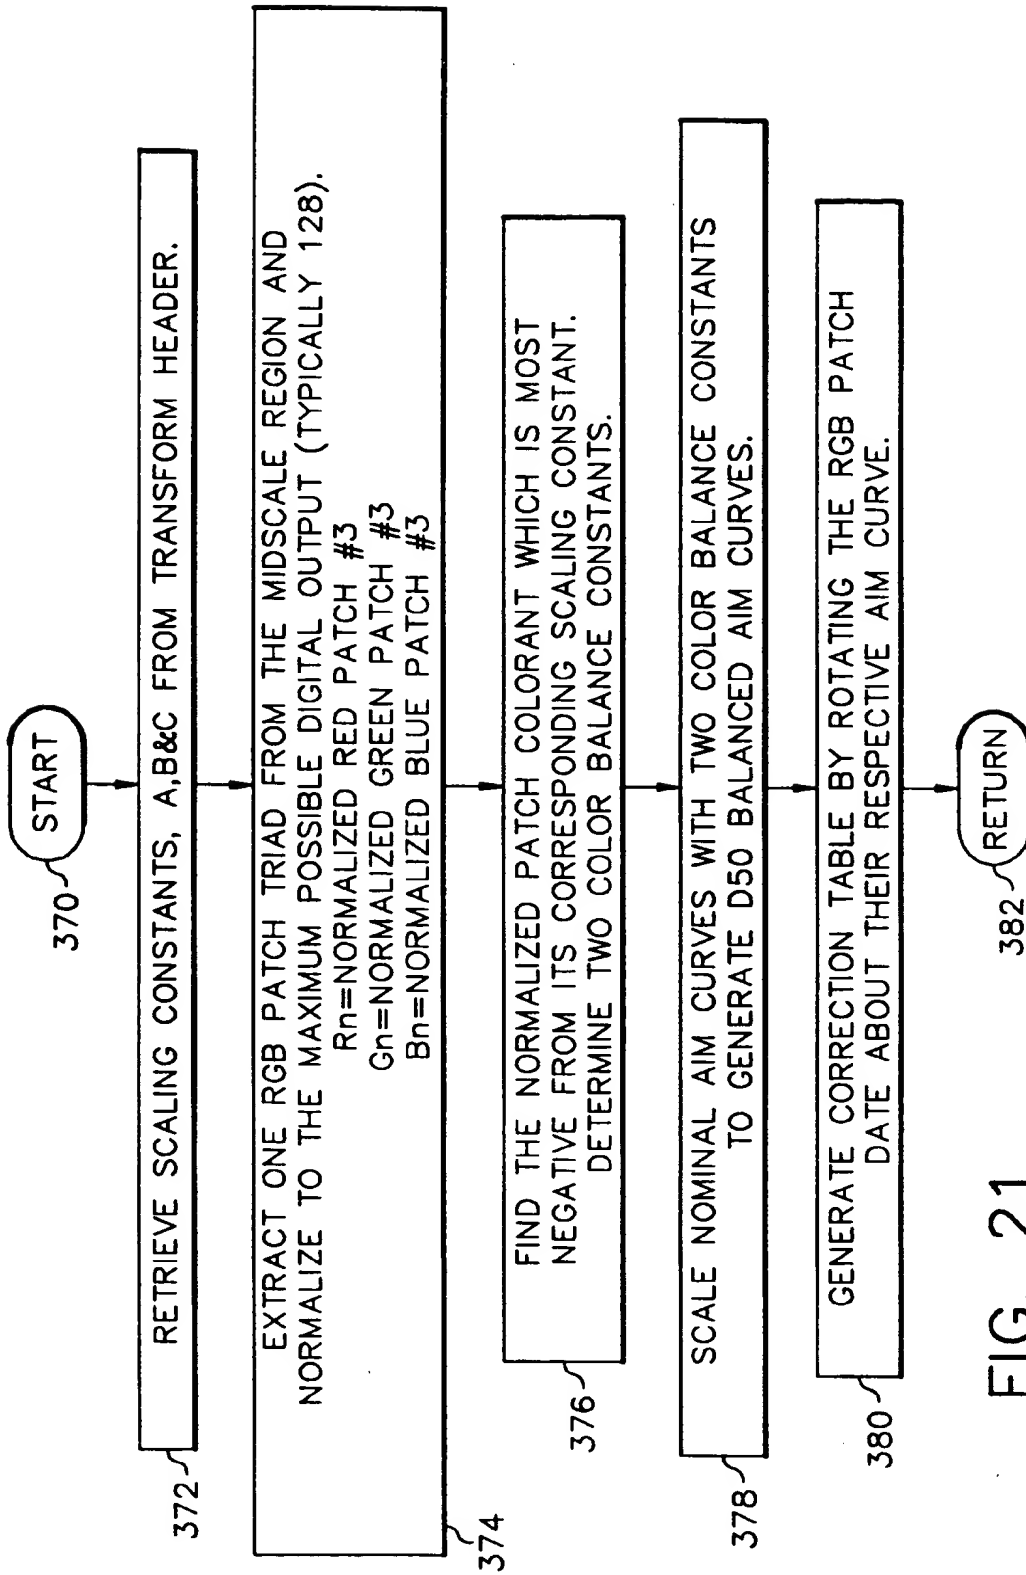 START
370
RETRIEVE SCALING CONSTANTS, A,B&C FROM TRANSFORM HEADER.
372
EXTRACT ONE RGB PATCH TRIAD FROM THE MIDSCALE REGION AND
NORMALIZE TO THE MAXIMUM POSSIBLE DIGITAL OUTPUT (TYPICALLY 128).
Rn=NORMALIZED RED PATCH #3
Gn=NORMALIZED GREEN PATCH #3
Bn=NORMALIZED BLUE PATCH #3
374
FIND THE NORMALIZED PATCH COLORANT WHICH IS MOST
NEGATIVE FROM ITS CORRESPONDING SCALING CONSTANT.
DETERMINE TWO COLOR BALANCE CONSTANTS.
376
SCALE NOMINAL AIM CURVES WITH TWO COLOR BALANCE CONSTANTS
TO GENERATE D50 BALANCED AIM CURVES.
378
GENERATE CORRECTION TABLE BY ROTATING THE RGB PATCH
DATE ABOUT THEIR RESPECTIVE AIM CURVE.
380
RETURN
382
FIG. 21